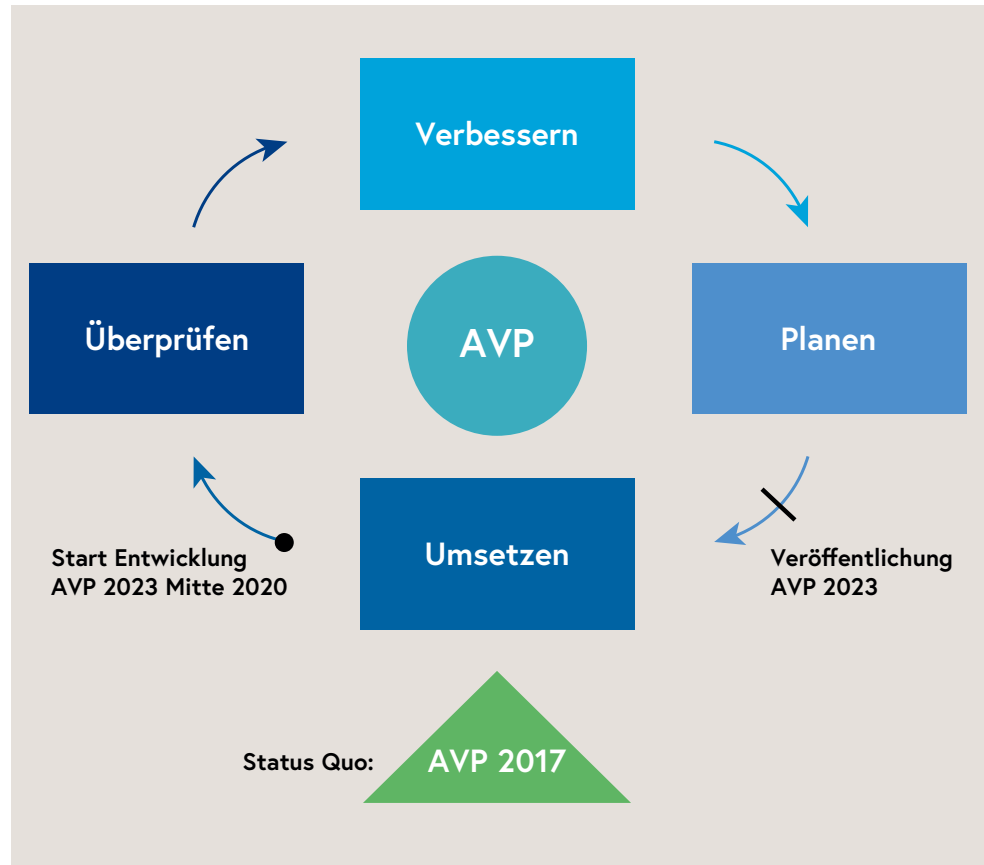 Verbessern
Überprüfen
AVP
Planen
Start Entwicklung
AVP 2023 Mitte 2020
Umsetzen
Veröffentlichung
AVP 2023
Status Quo:
AVP 2017